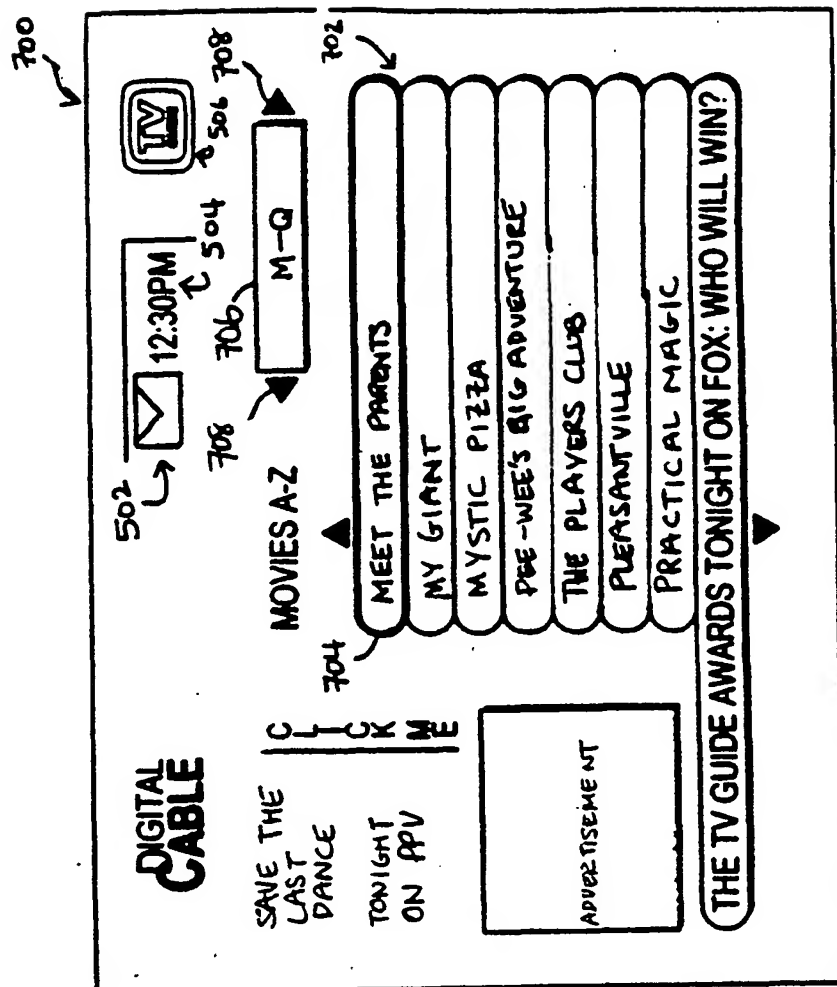 700
DIGITAL
CABLE
502
12:30PM
504
TV
506
SAVE THE
LAST
DANCE
TONIGHT
ON PPV
CLICK ME
MOVIES A-Z
708
706
M-Q
708
702
704
MEET THE PARENTS
MY GIANT
MYSTIC PIZZA
PEE-WEE'S BIG ADVENTURE
THE PLAYERS CLUB
PLEASANTVILLE
PRACTICAL MAGIC
ADVERTISEMENT
THE TV GUIDE AWARDS TONIGHT ON FOX: WHO WILL WIN?